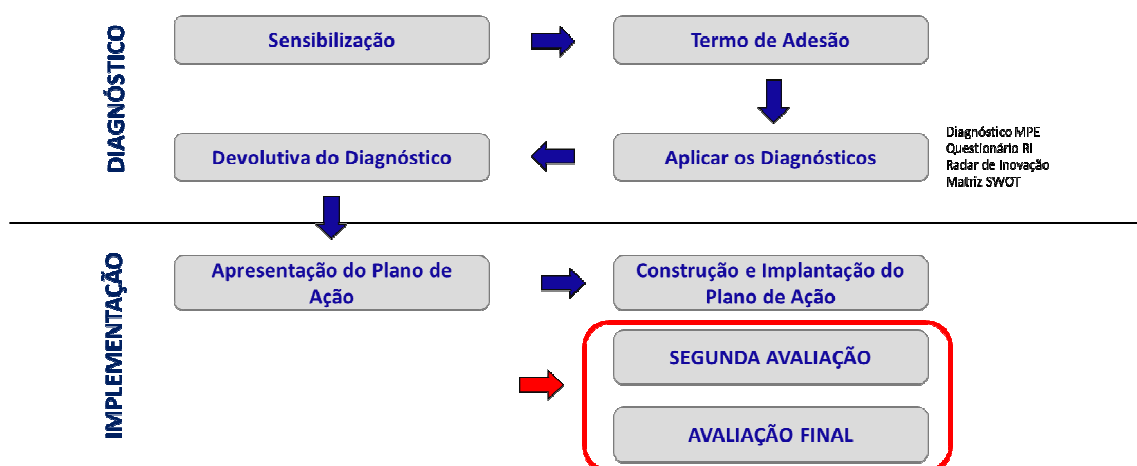 DIAGNÓSTICO
Sensibilização
Termo de Adesão
Devolutiva do Diagnóstico
Aplicar os Diagnósticos
Diagnóstico MPE
Questionário RI
Radar de Inovação
Matriz SWOT
IMPLEMENTAÇÃO
Apresentação do Plano de
Ação
Construção e Implantação do
Plano de Ação
SEGUNDA AVALIAÇÃO
AVALIAÇÃO FINAL